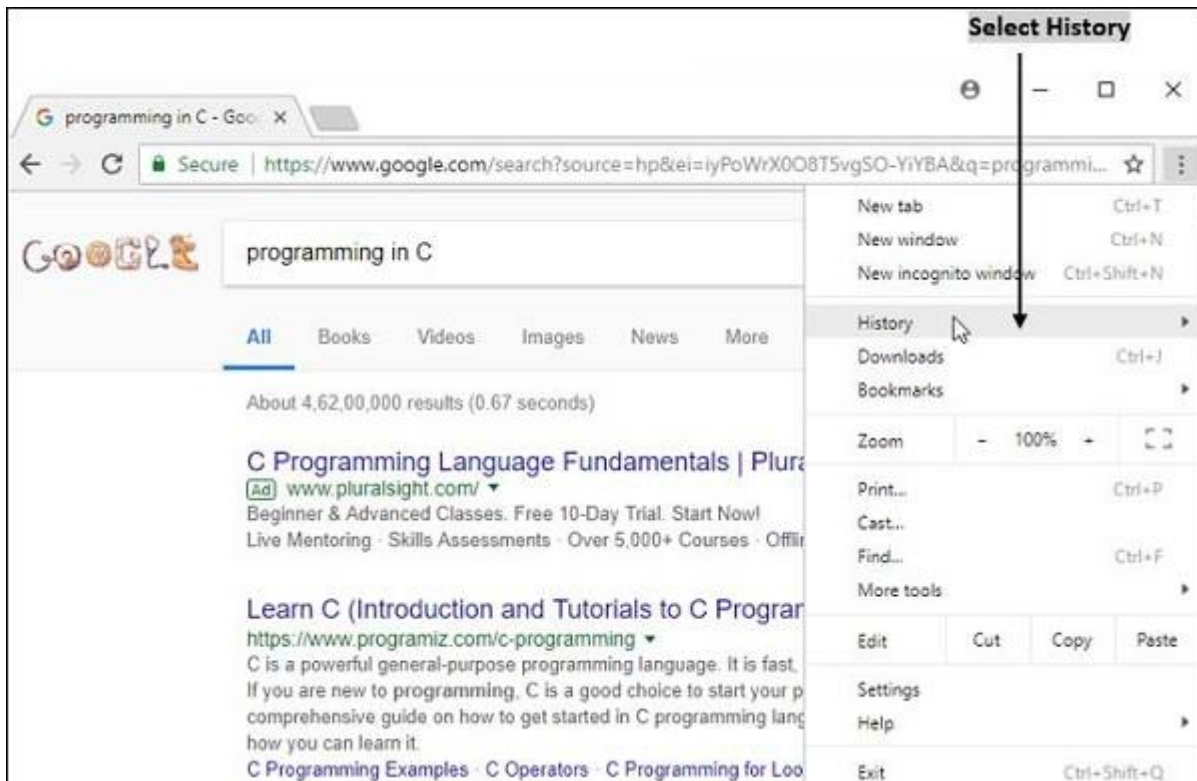 Select History
programming in C - Goo
Secure | https://www.google.com/search?source=hp&ei=iyPoWrX0O8T5vgSO-YiYBA&q=programmi...
GOOGLE
programming in C
All Books Videos Images News More
About 4,62,00,000 results (0.67 seconds)
C Programming Language Fundamentals | Plura
Ad www.pluralsight.com/
Beginner & Advanced Classes. Free 10-Day Trial. Start Now!
Live Mentoring · Skills Assessments · Over 5,000+ Courses · Offlin
Learn C (Introduction and Tutorials to C Program
https://www.programiz.com/c-programming
C is a powerful general-purpose programming language. It is fast,
If you are new to programming, C is a good choice to start your p
comprehensive guide on how to get started in C programming lang
how you can learn it.
C Programming Examples · C Operators · C Programming for Loo
New tab Ctrl+T
New window Ctrl+N
New incognito window Ctrl+Shift+N
History
Downloads Ctrl+J
Bookmarks
Zoom - 100% +
Print... Ctrl+P
Cast...
Find... Ctrl+F
More tools
Edit Cut Copy Paste
Settings
Help
Exit Ctrl+Shift+Q